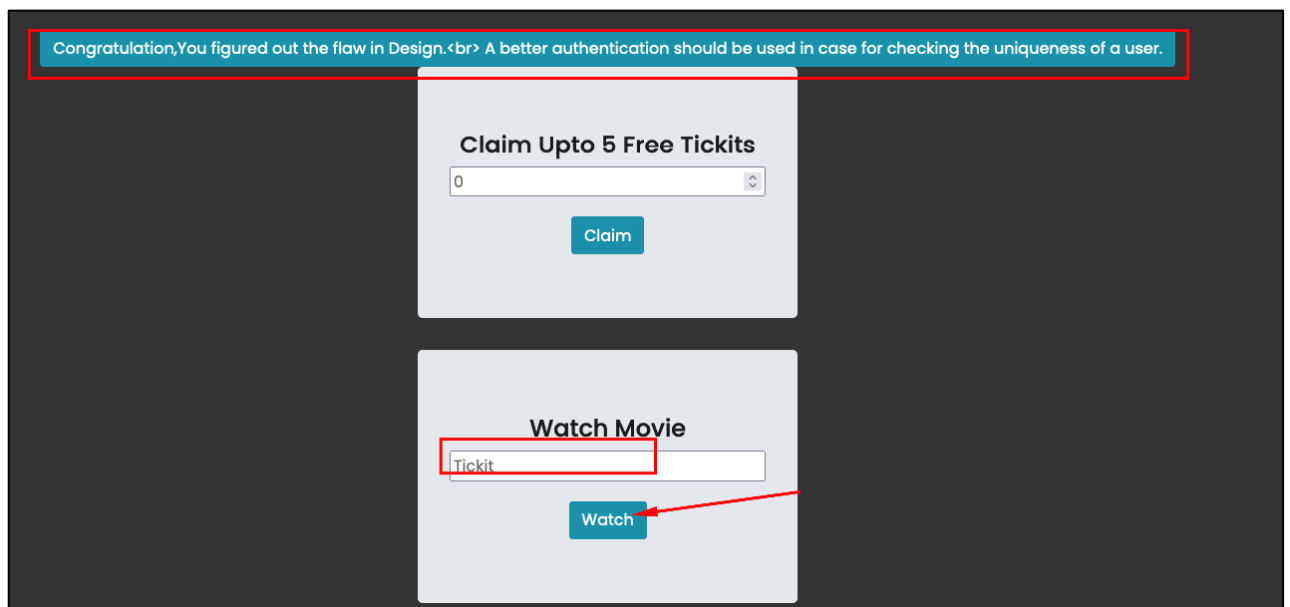 Congratulation,You figured out the flaw in Design.<br> A better authentication should be used in case for checking the uniqueness of a user.
Claim Upto 5 Free Tickits
0
Claim
Watch Movie
Tickit
Watch